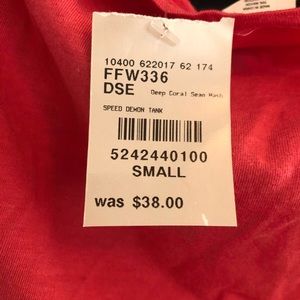 10400 622017 62 174
FFW336
DSE Deep Coral Sean Wash
SPEED DEMON TANK
5242440100
SMALL
was $38.00